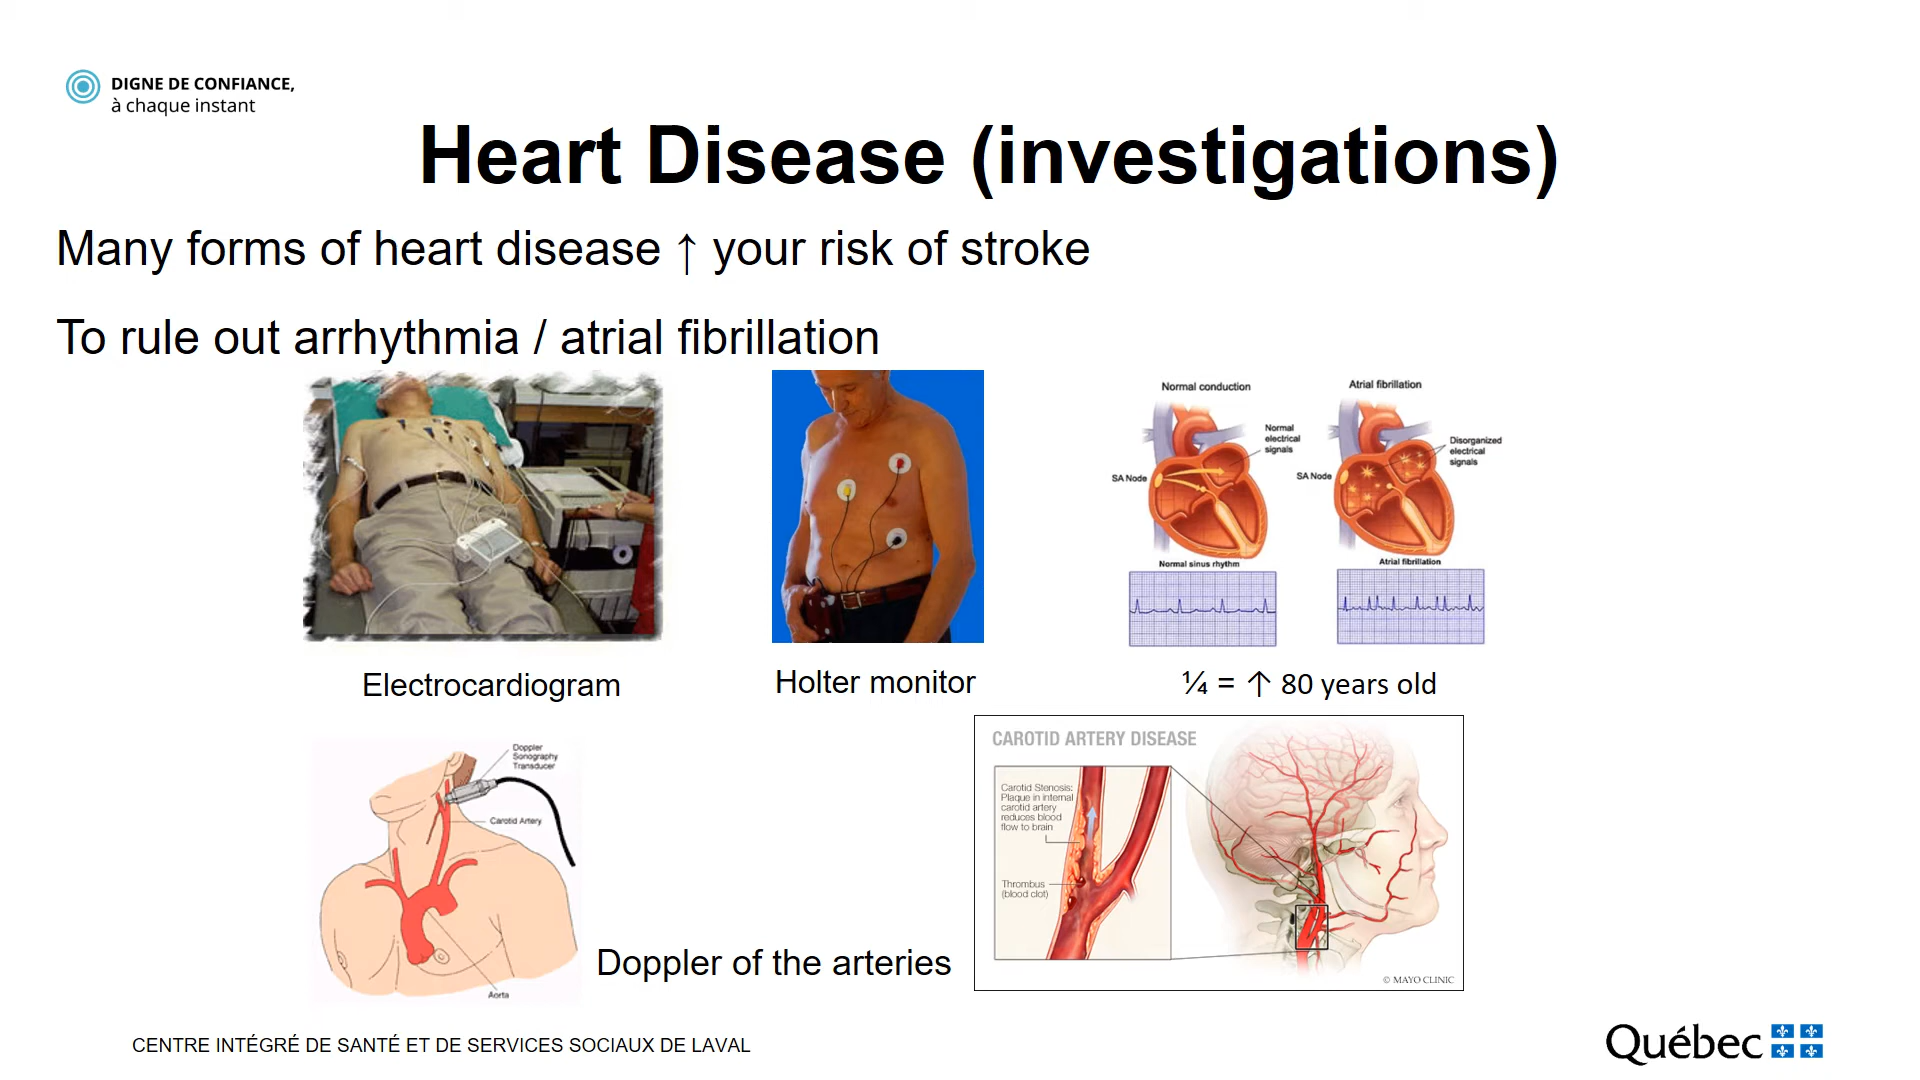 DIGNE DE CONFIANCE,
à chaque instant
Heart Disease (investigations)
Many forms of heart disease ↑ your risk of stroke
To rule out arrhythmia / atrial fibrillation
Normal conduction
Normal
electrical
signals
SA Node
Normal sinus rhythm
Atrial fibrillation
Disorganized
electrical
signals
SA Node
Atrial fibrillation
Electrocardiogram
Holter monitor
¼ = ↑ 80 years old
Doppler
Sonography
Transducer
Carotid Artery
Aorta
Doppler of the arteries
CAROTID ARTERY DISEASE
Carotid Stenosis:
Plaque in internal
carotid artery
reduces blood
flow to brain
Thrombus
(blood clot)
© MAYO CLINIC
CENTRE INTÉGRÉ DE SANTÉ ET DE SERVICES SOCIAUX DE LAVAL
Québec